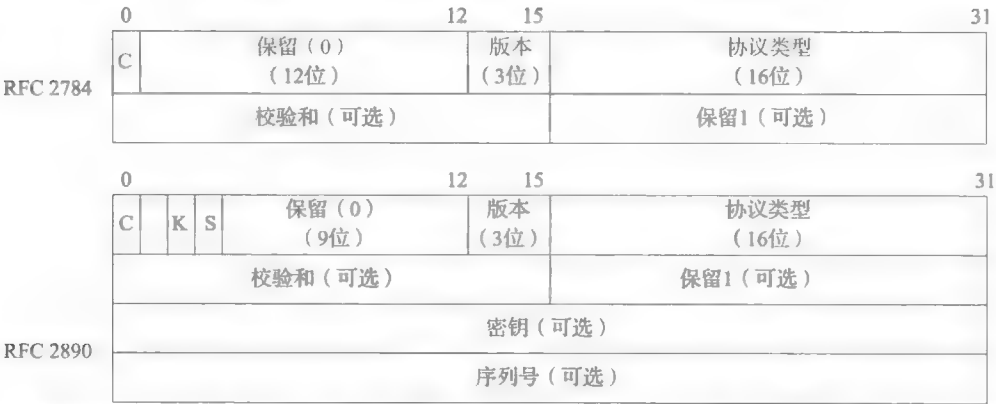 0 12 15 31
RFC 2784
C 保留（0） 版本 协议类型
（12位） （3位） （16位）
校验和（可选） 保留1（可选）
0 12 15 31
RFC 2890
C K S 保留（0） 版本 协议类型
（9位） （3位） （16位）
校验和（可选） 保留1（可选）
密钥（可选）
序列号（可选）